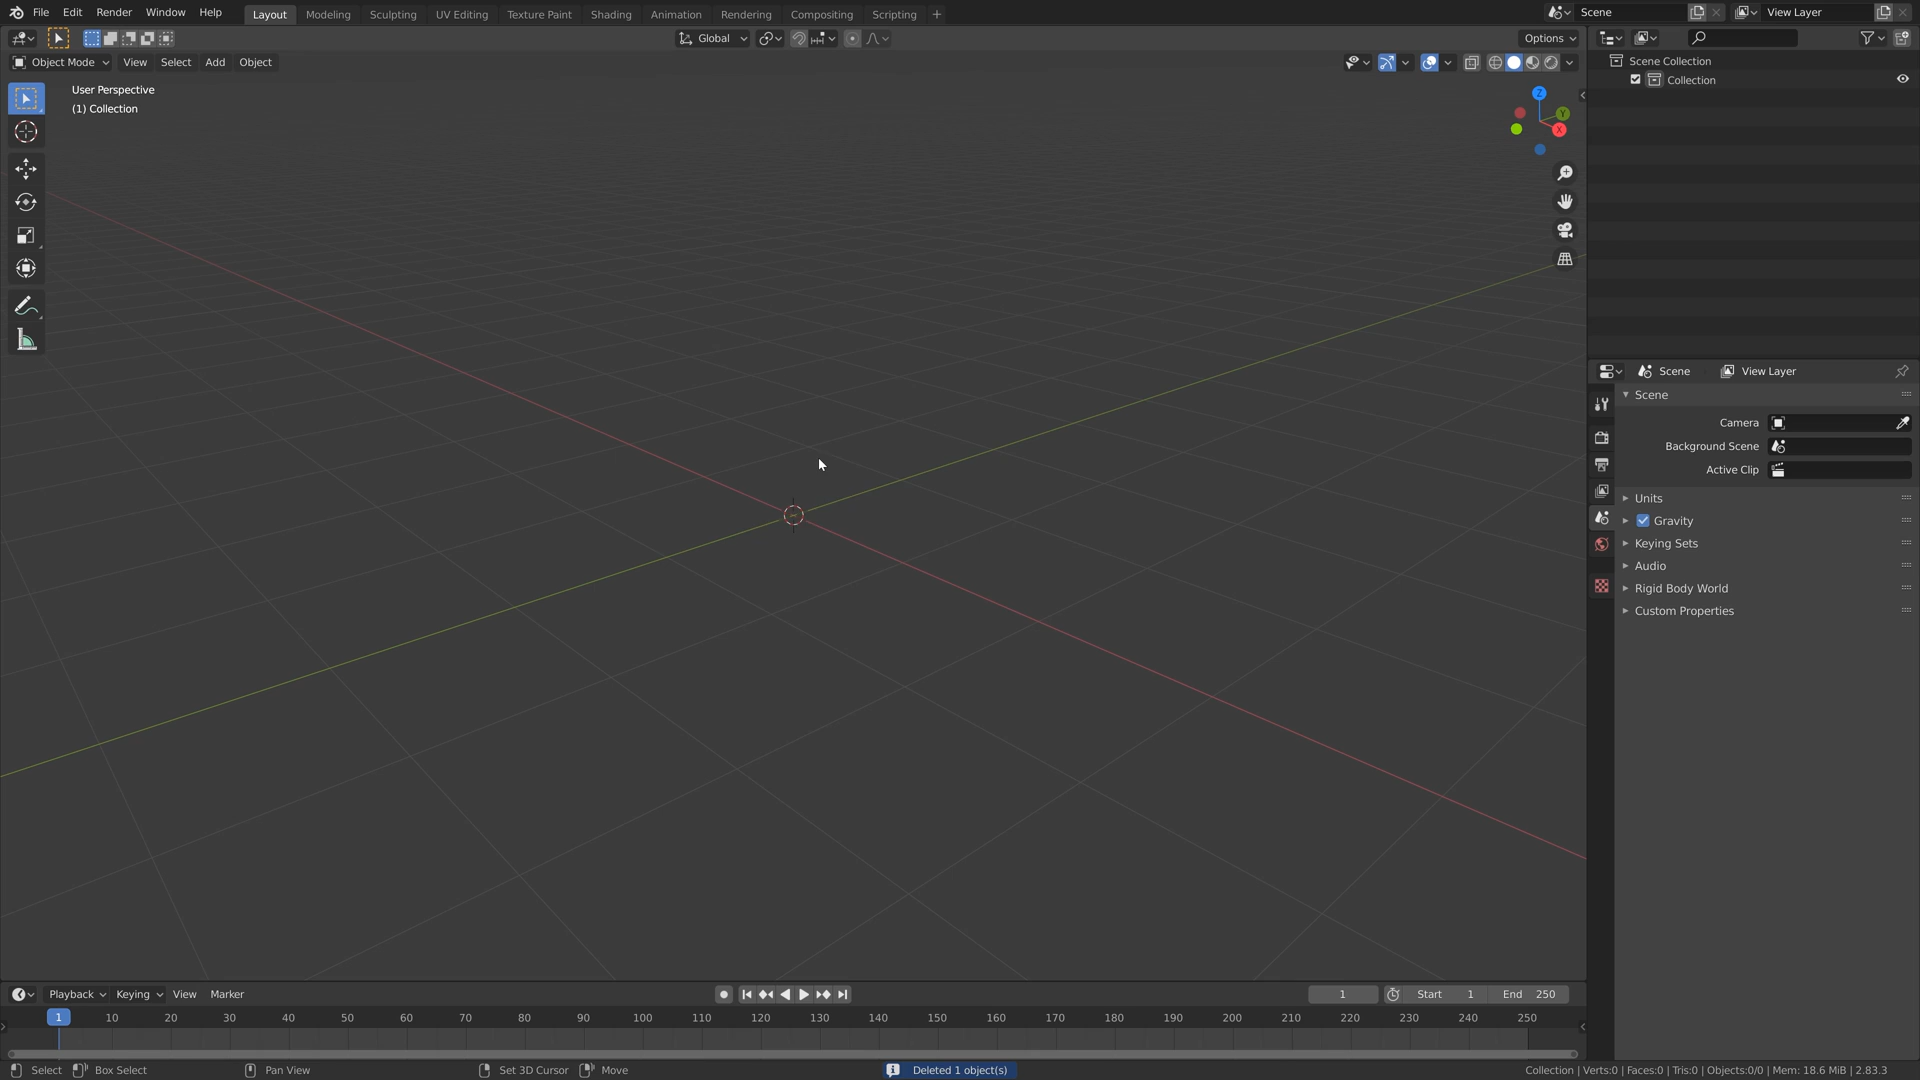 File Edit Render Window Help Layout Modeling Sculpting UV Editing Texture Paint Shading Animation Rendering Compositing Scripting + Scene View Layer
Global Options
Object Mode View Select Add Object
User Perspective
(1) Collection
Z
Y
X
Scene Collection
Collection
Scene View Layer
Scene
Camera
Background Scene
Active Clip
Units
Gravity
Keying Sets
Audio
Rigid Body World
Custom Properties
Playback Keying View Marker 1 Start 1 End 250
1 10 20 30 40 50 60 70 80 90 100 110 120 130 140 150 160 170 180 190 200 210 220 230 240 250
Select Box Select Pan View Set 3D Cursor Move Deleted 1 object(s) Collection | Verts:0 | Faces:0 | Tris:0 | Objects:0/0 | Mem: 18.6 MiB | 2.83.3